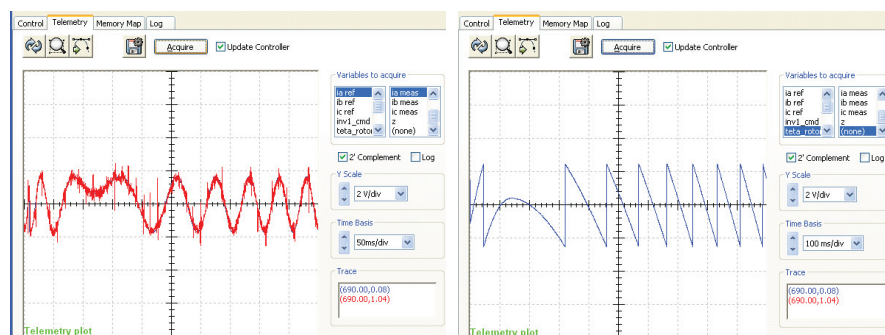 Control Telemetry Memory Map Log
Acquire Update Controller
Variables to acquire
ia ref
ib ref
ic ref
inv1_cmd
teta_rotor
ia meas
ib meas
ic meas
z
(none)
2' Complement Log
Y Scale
2 V/div
Time Basis
50ms/div
Trace
(690.00,0.08)
(690.00,1.04)
Telemetry plot
Control Telemetry Memory Map Log
Acquire Update Controller
Variables to acquire
ia ref
ib ref
ic ref
inv1_cmd
teta_rotor
ia meas
ib meas
ic meas
z
(none)
2' Complement Log
Y Scale
2 V/div
Time Basis
100 ms/div
Trace
(690.00,0.08)
(690.00,1.04)
Telemetry plot